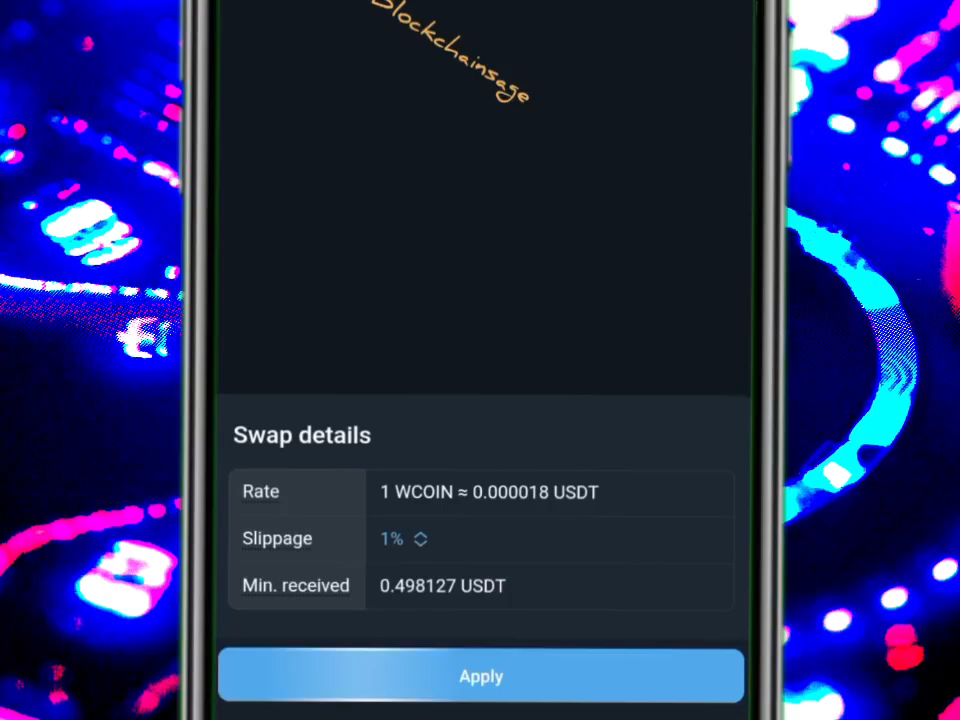 Blockchainsage
Swap details
Rate 1 WCOIN ≈ 0.000018 USDT
Slippage 1%
Min. received 0.498127 USDT
Apply